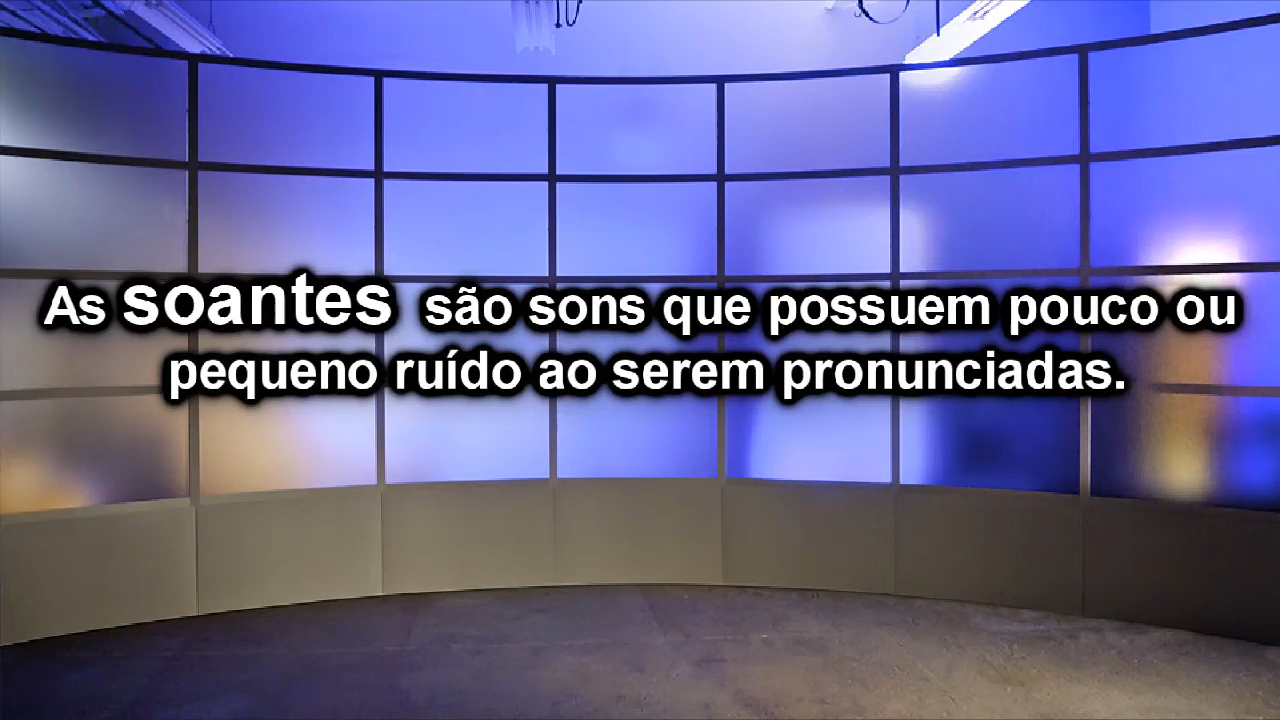 As soantes são sons que possuem pouco ou
pequeno ruído ao serem pronunciadas.